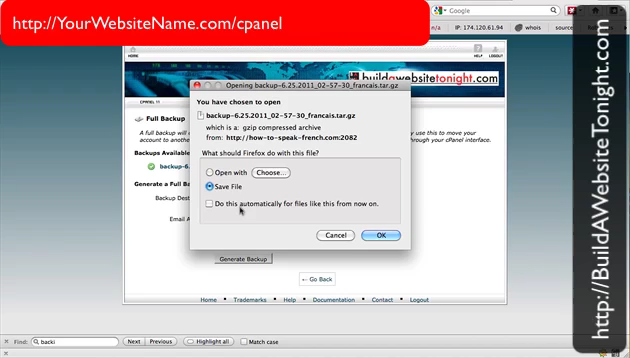 http://YourWebsiteName.com/cpanel
Google
IP: 174.120.61.94
whois
source
HOME
HELP
LOGOUT
buildawebsitetonight.com
CPANEL 11
Opening backup-6.25.2011_02-57-30_francais.tar.gz
You have chosen to open
backup-6.25.2011_02-57-30_francais.tar.gz
which is a: gzip compressed archive
from: http://how-to-speak-french.com:2082
What should Firefox do with this file?
Open with
Choose...
Save File
Do this automatically for files like this from now on.
Cancel
OK
Full Backup
A full backup will
use this to move your
account to another
through your cPanel interface.
Backups Available
backup-6.
Generate a Full Back
Backup Dest
Email A
Generate Backup
← Go Back
Home
Trademarks
Help
Documentation
Contact
Logout
Find:
backi
Next
Previous
Highlight all
Match case
http://BuildAWebsiteTonight.com